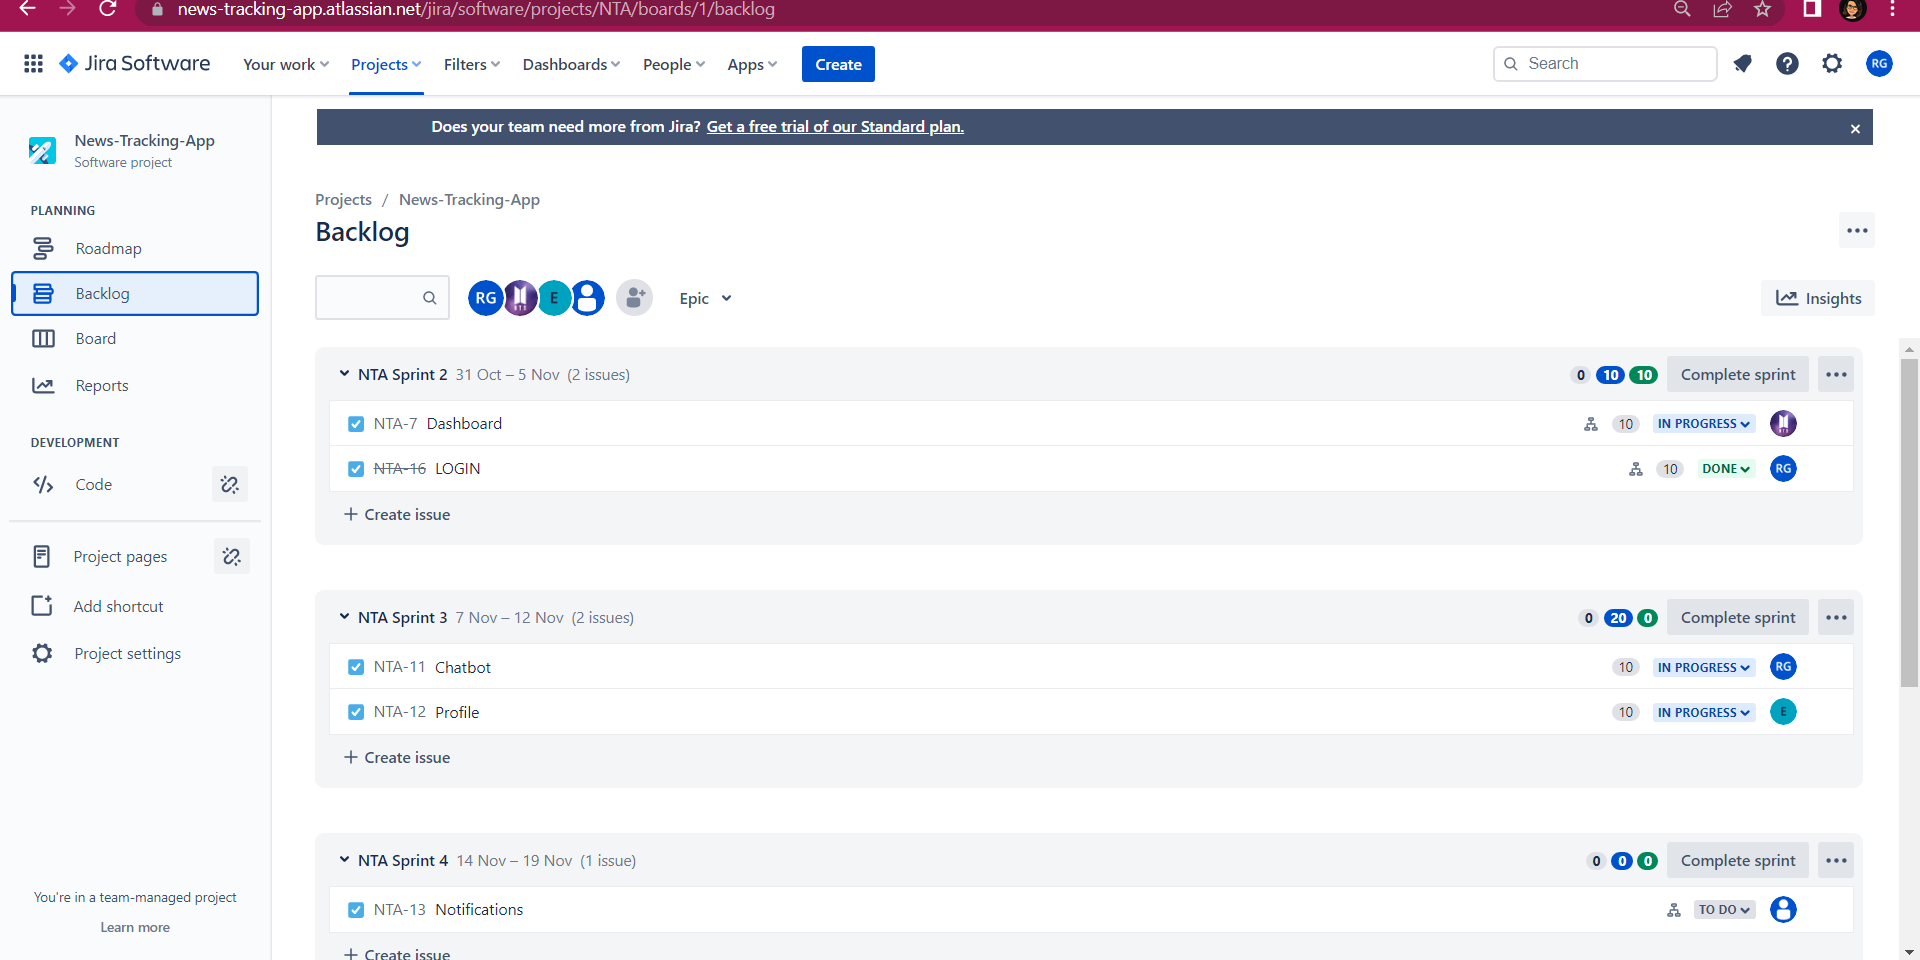 news-tracking-app.atlassian.net/jira/software/projects/NTA/boards/1/backlog
Jira Software Your work Projects Filters Dashboards People Apps Create Search RG
Does your team need more from Jira? Get a free trial of our Standard plan. ×
News-Tracking-App
Software project
PLANNING
Roadmap
Backlog
Board
Reports
DEVELOPMENT
Code
Project pages
Add shortcut
Project settings
You're in a team-managed project
Learn more
Projects / News-Tracking-App
Backlog
RG BTS E Epic Insights
NTA Sprint 2 31 Oct – 5 Nov (2 issues) 0 10 10 Complete sprint
NTA-7 Dashboard 10 IN PROGRESS
NTA-16 LOGIN 10 DONE RG
+ Create issue
NTA Sprint 3 7 Nov – 12 Nov (2 issues) 0 20 0 Complete sprint
NTA-11 Chatbot 10 IN PROGRESS RG
NTA-12 Profile 10 IN PROGRESS E
+ Create issue
NTA Sprint 4 14 Nov – 19 Nov (1 issue) 0 0 0 Complete sprint
NTA-13 Notifications TO DO
+ Create issue